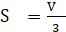 S = V/3